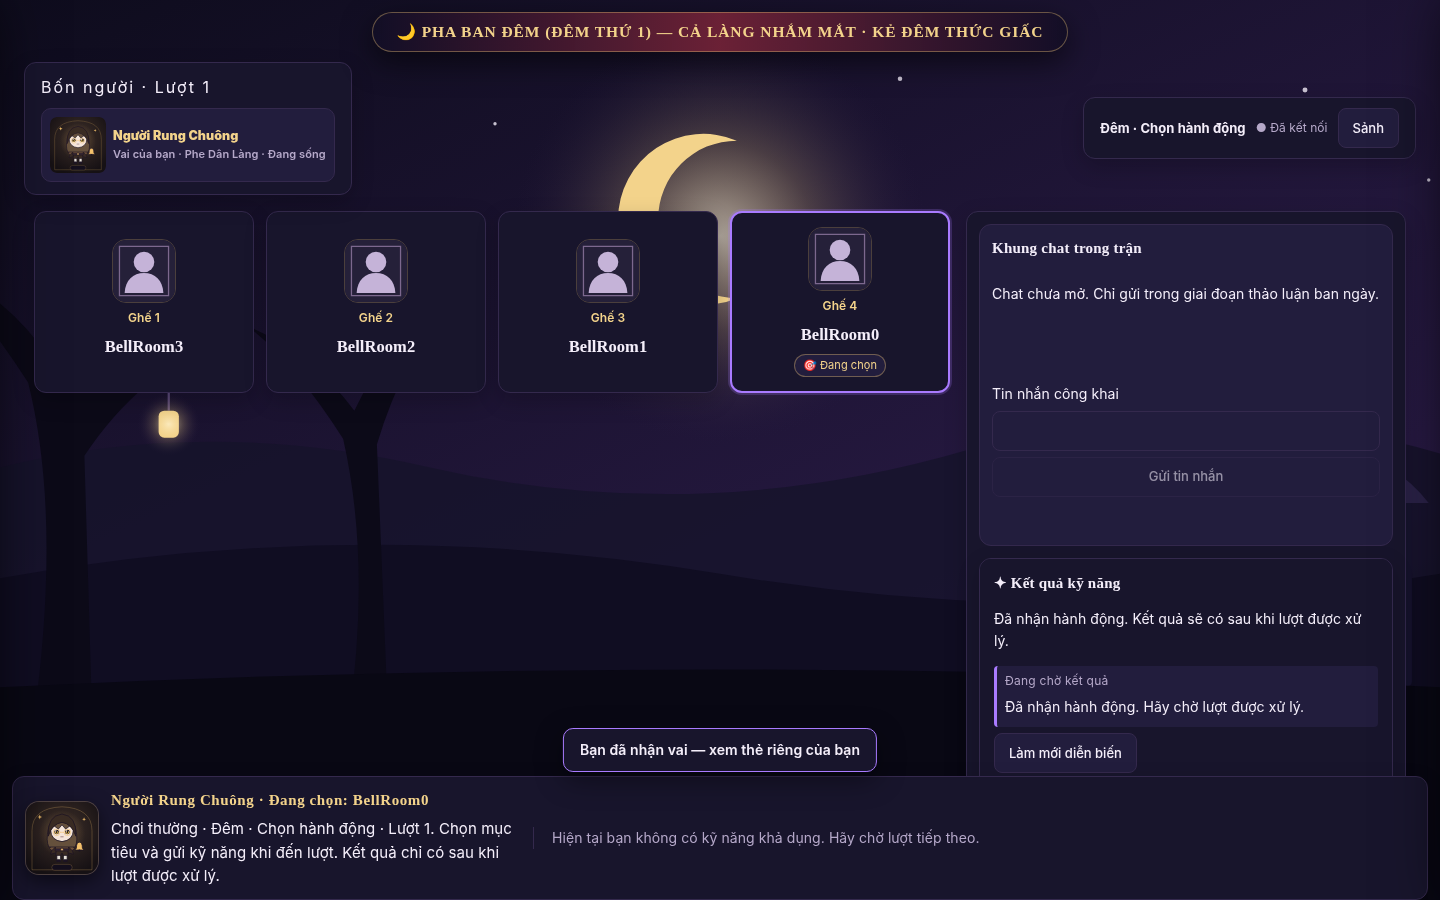 🌙 PHA BAN ĐÊM (ĐÊM THỨ 1) — CẢ LÀNG NHẮM MẮT · KẺ ĐÊM THỨC GIẤC
Bốn người · Lượt 1
Người Rung Chuông
Vai của bạn · Phe Dân Làng · Đang sống
Đêm · Chọn hành động
Đã kết nối
Sảnh
Ghế 1
BellRoom3
Ghế 2
BellRoom2
Ghế 3
BellRoom1
Ghế 4
BellRoom0
🎯 Đang chọn
Khung chat trong trận
Chat chưa mở. Chỉ gửi trong giai đoạn thảo luận ban ngày.
Tin nhắn công khai
Gửi tin nhắn
✦ Kết quả kỹ năng
Đã nhận hành động. Kết quả sẽ có sau khi lượt được xử
lý.
Đang chờ kết quả
Đã nhận hành động. Hãy chờ lượt được xử lý.
Làm mới diễn biến
Bạn đã nhận vai — xem thẻ riêng của bạn
Người Rung Chuông · Đang chọn: BellRoom0
Chơi thường · Đêm · Chọn hành động · Lượt 1. Chọn mục
tiêu và gửi kỹ năng khi đến lượt. Kết quả chỉ có sau khi
lượt được xử lý.
Hiện tại bạn không có kỹ năng khả dụng. Hãy chờ lượt tiếp theo.